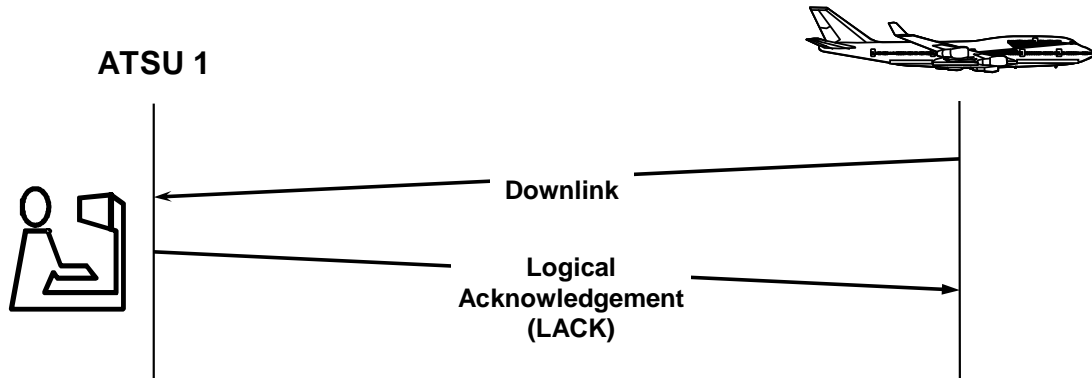 ATSU 1
Downlink
Logical
Acknowledgement
(LACK)